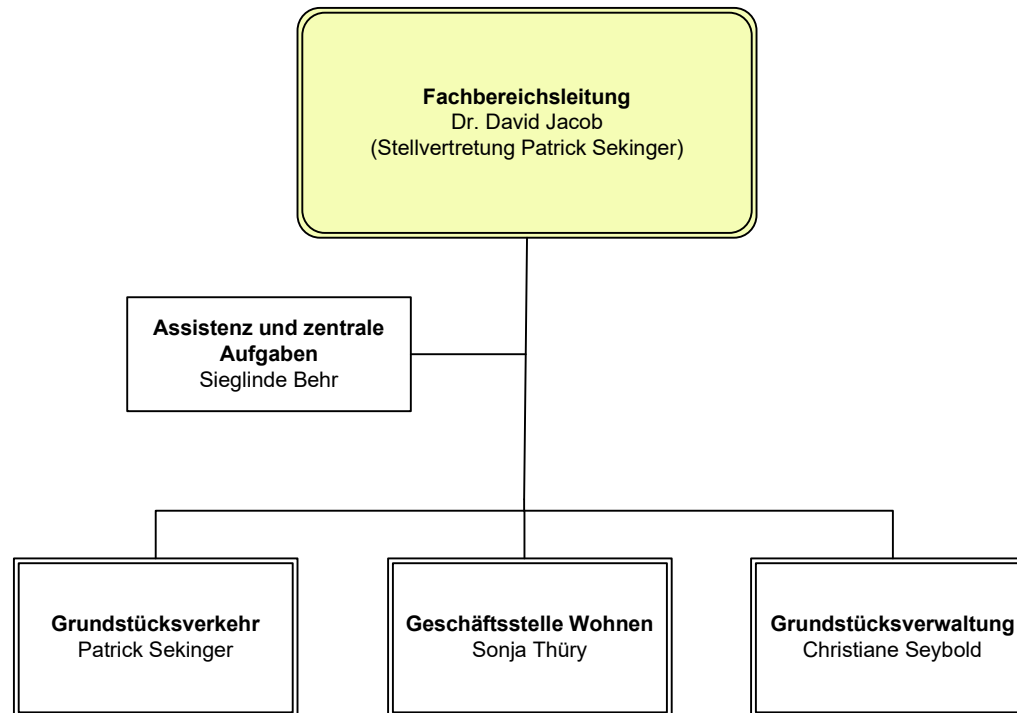 Fachbereichsleitung
Dr. David Jacob
(Stellvertretung Patrick Sekinger)
Assistenz und zentrale
Aufgaben
Sieglinde Behr
Grundstücksverkehr
Patrick Sekinger
Geschäftsstelle Wohnen
Sonja Thüry
Grundstücksverwaltung
Christiane Seybold